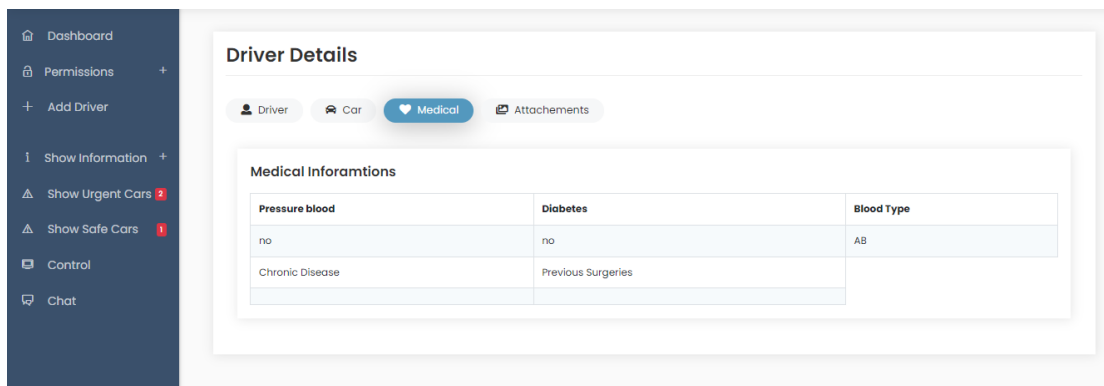 Dashboard
Permissions +
Add Driver
Show Information +
Show Urgent Cars 2
Show Safe Cars 1
Control
Chat
Driver Details
Driver Car Medical Attachements
Medical Inforamtions
Pressure blood Diabetes Blood Type
no no AB
Chronic Disease Previous Surgeries